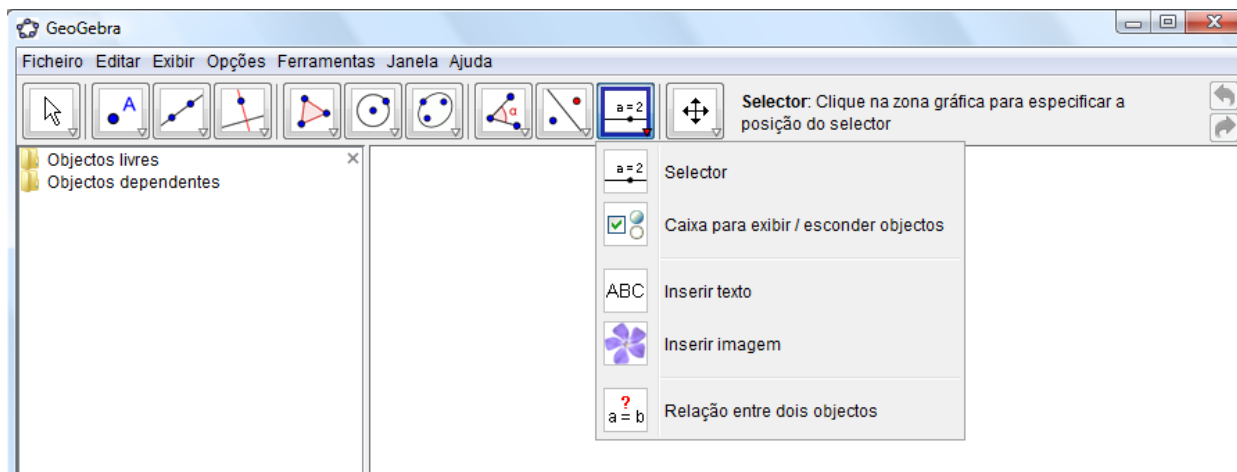 GeoGebra
Ficheiro Editar Exibir Opções Ferramentas Janela Ajuda
A
α
a = 2
Selector: Clique na zona gráfica para especificar a
posição do selector
Objectos livres
Objectos dependentes
a = 2 Selector
Caixa para exibir / esconder objectos
ABC Inserir texto
Inserir imagem
?
a = b Relação entre dois objectos